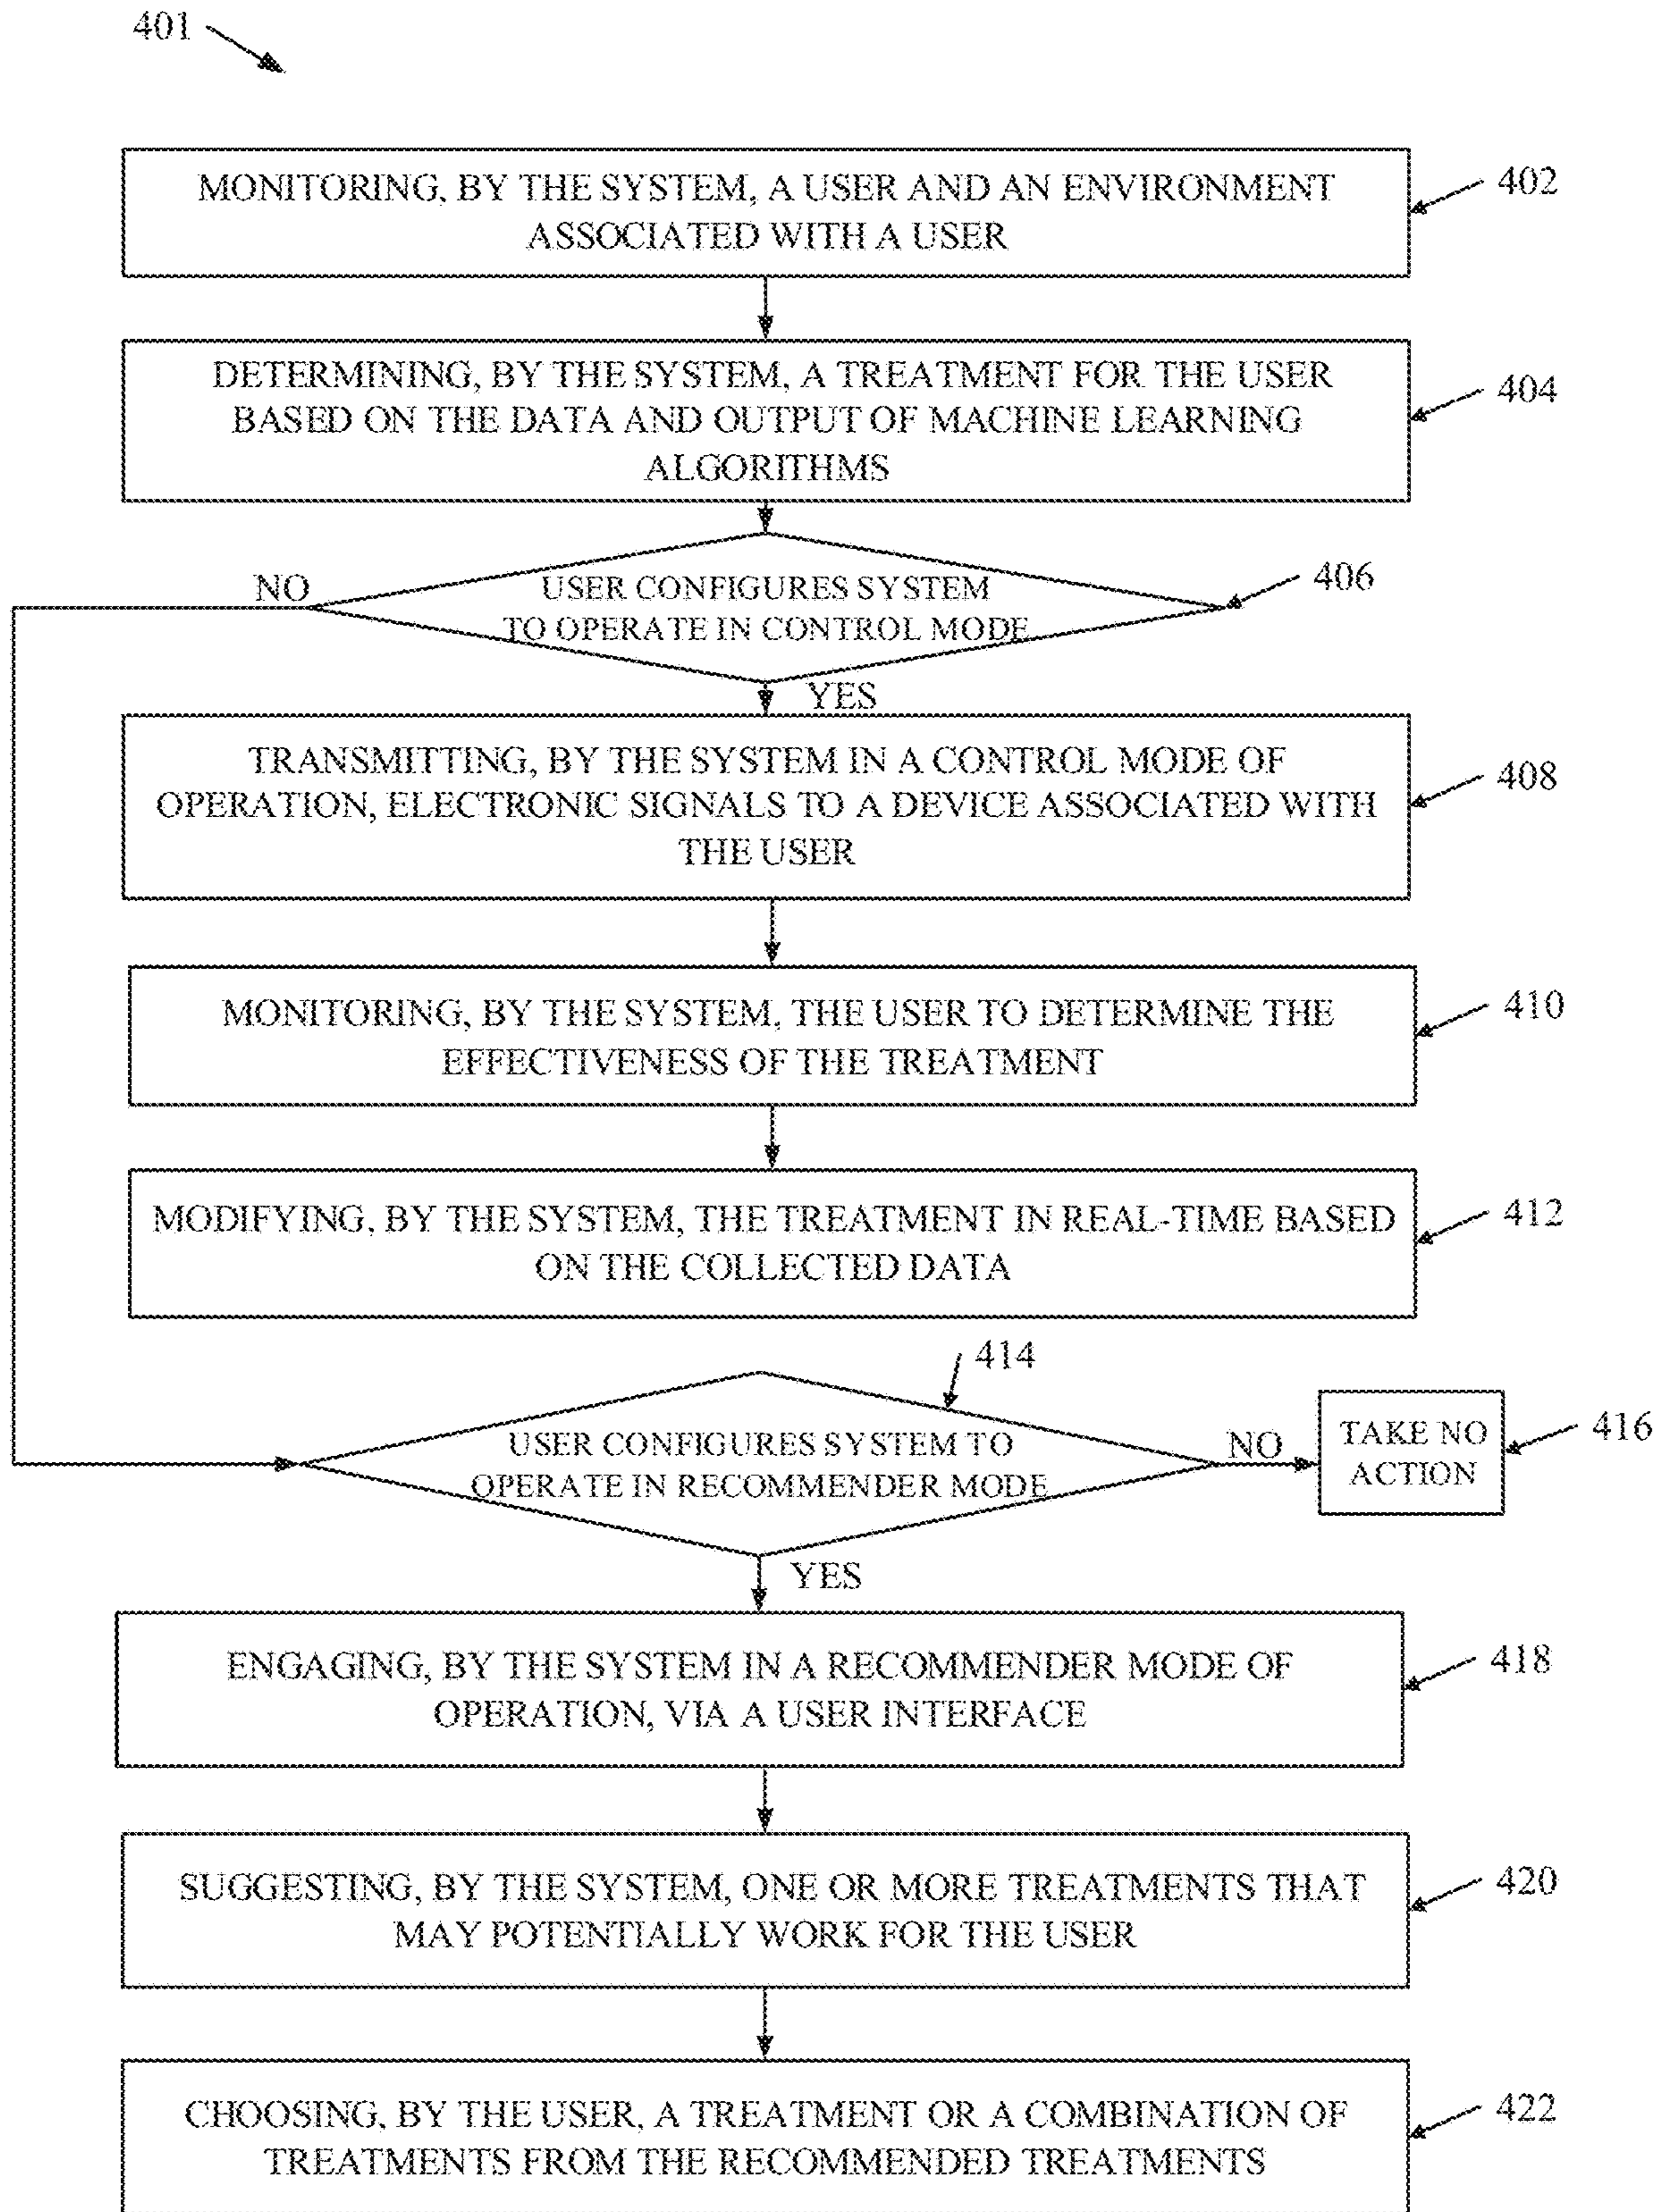 401
MONITORING, BY THE SYSTEM, A USER AND AN ENVIRONMENT
ASSOCIATED WITH A USER
402
DETERMINING, BY THE SYSTEM, A TREATMENT FOR THE USER
BASED ON THE DATA AND OUTPUT OF MACHINE LEARNING
ALGORITHMS
404
NO
USER CONFIGURES SYSTEM
TO OPERATE IN CONTROL MODE
406
YES
TRANSMITTING, BY THE SYSTEM IN A CONTROL MODE OF
OPERATION, ELECTRONIC SIGNALS TO A DEVICE ASSOCIATED WITH
THE USER
408
MONITORING, BY THE SYSTEM, THE USER TO DETERMINE THE
EFFECTIVENESS OF THE TREATMENT
410
MODIFYING, BY THE SYSTEM, THE TREATMENT IN REAL-TIME BASED
ON THE COLLECTED DATA
412
414
USER CONFIGURES SYSTEM TO
OPERATE IN RECOMMENDER MODE
NO
TAKE NO
ACTION
416
YES
ENGAGING, BY THE SYSTEM IN A RECOMMENDER MODE OF
OPERATION, VIA A USER INTERFACE
418
SUGGESTING, BY THE SYSTEM, ONE OR MORE TREATMENTS THAT
MAY POTENTIALLY WORK FOR THE USER
420
CHOOSING, BY THE USER, A TREATMENT OR A COMBINATION OF
TREATMENTS FROM THE RECOMMENDED TREATMENTS
422